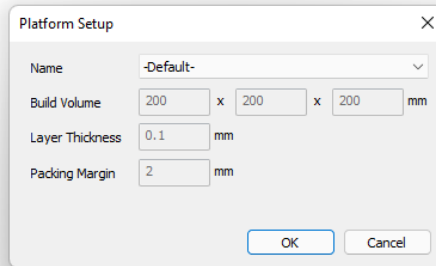 Platform Setup
Name -Default-
Build Volume 200 x 200 x 200 mm
Layer Thickness 0.1 mm
Packing Margin 2 mm
OK Cancel